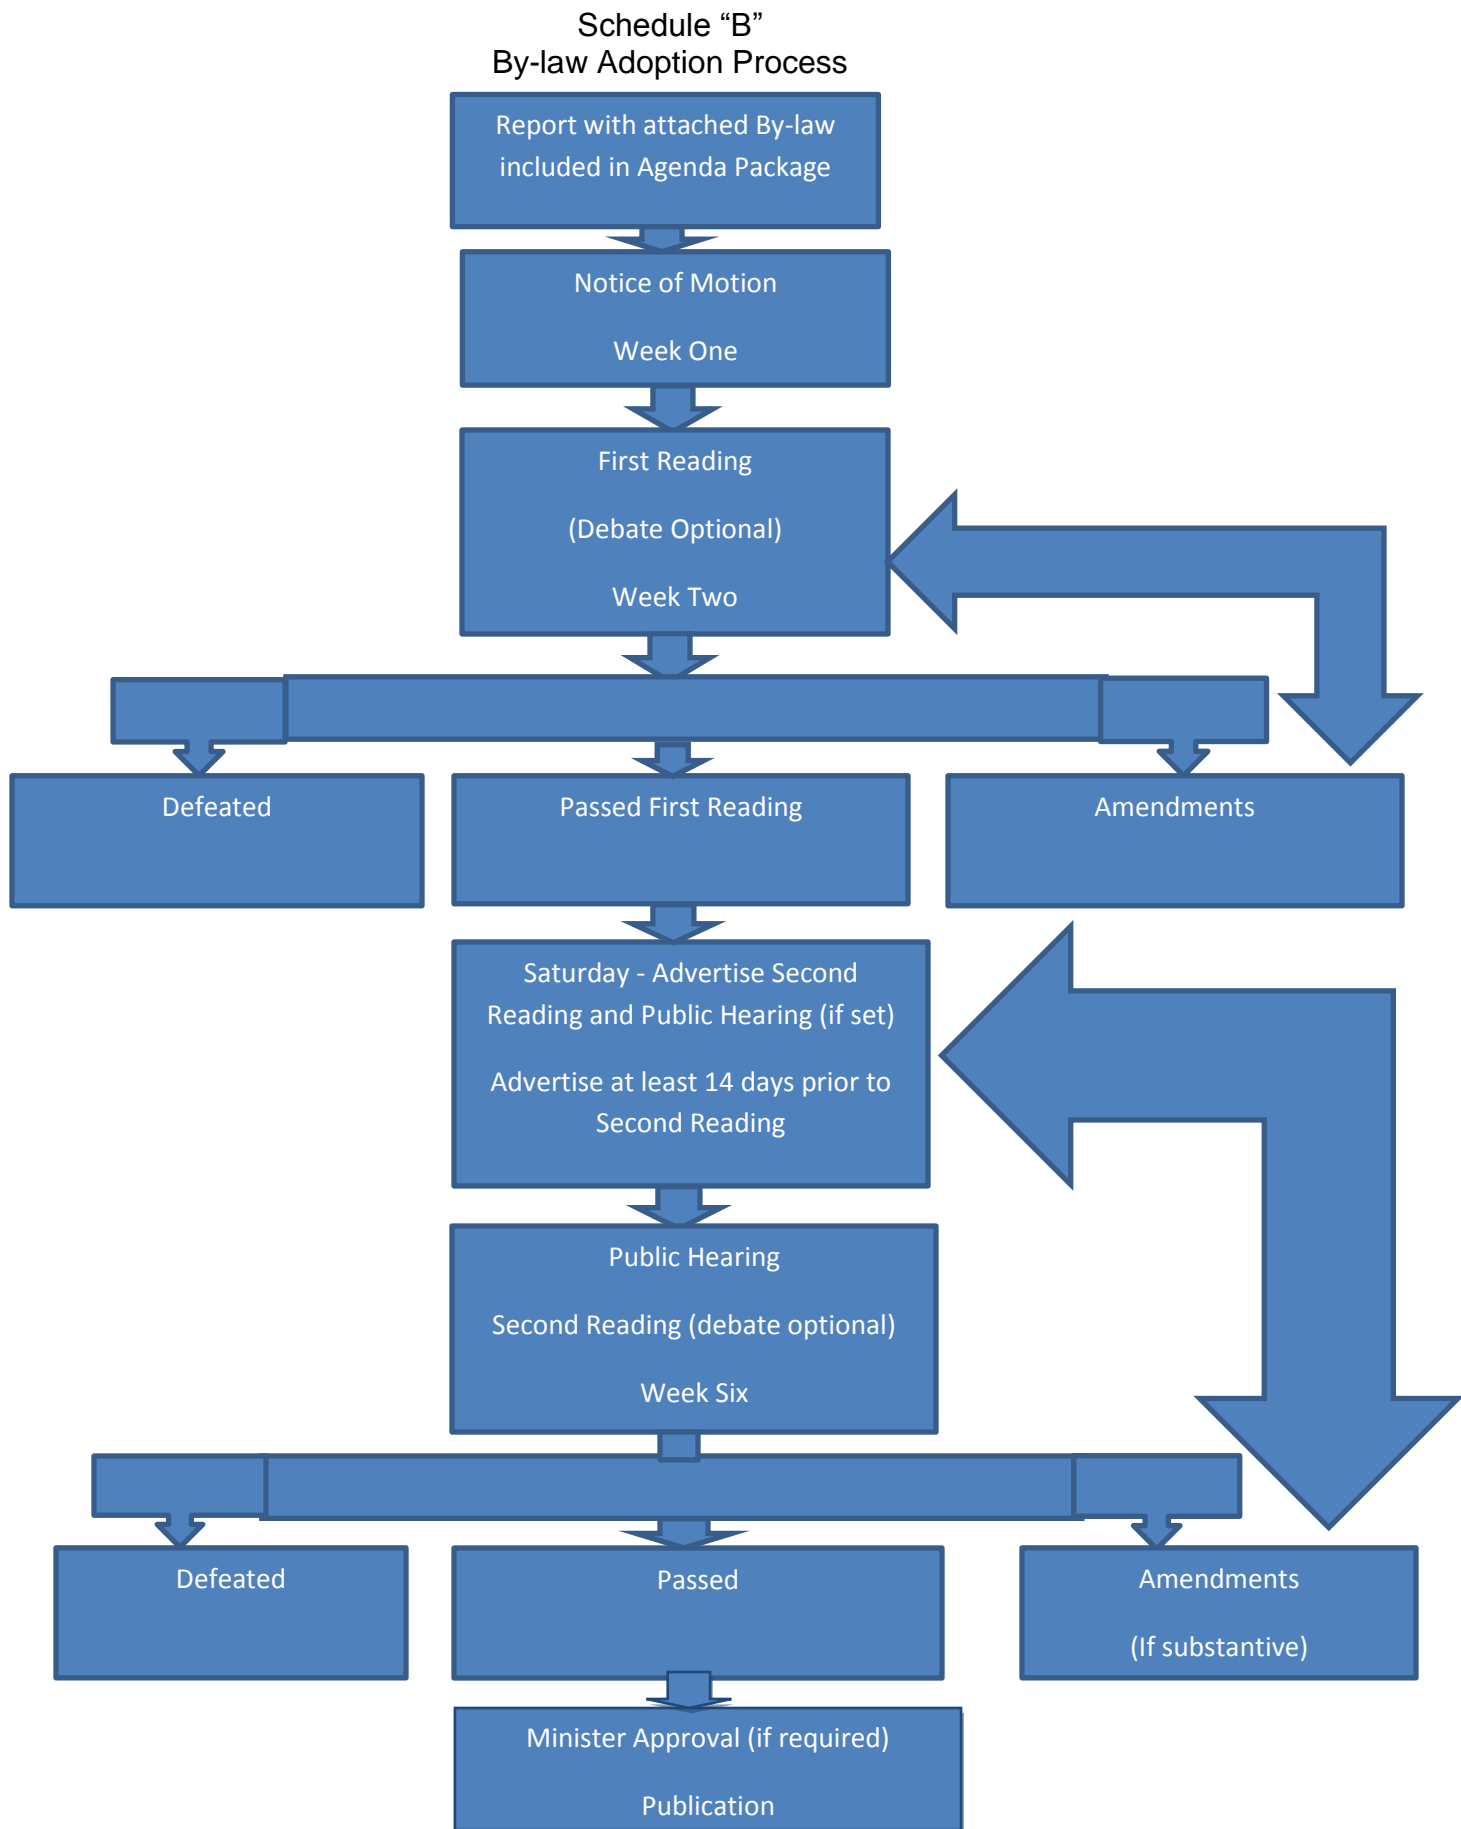 Schedule “B”
By-law Adoption Process
Report with attached By-law
included in Agenda Package
Notice of Motion
Week One
First Reading
(Debate Optional)
Week Two
Defeated
Passed First Reading
Amendments
Saturday - Advertise Second
Reading and Public Hearing (if set)
Advertise at least 14 days prior to
Second Reading
Public Hearing
Second Reading (debate optional)
Week Six
Defeated
Passed
Amendments
(If substantive)
Minister Approval (if required)
Publication